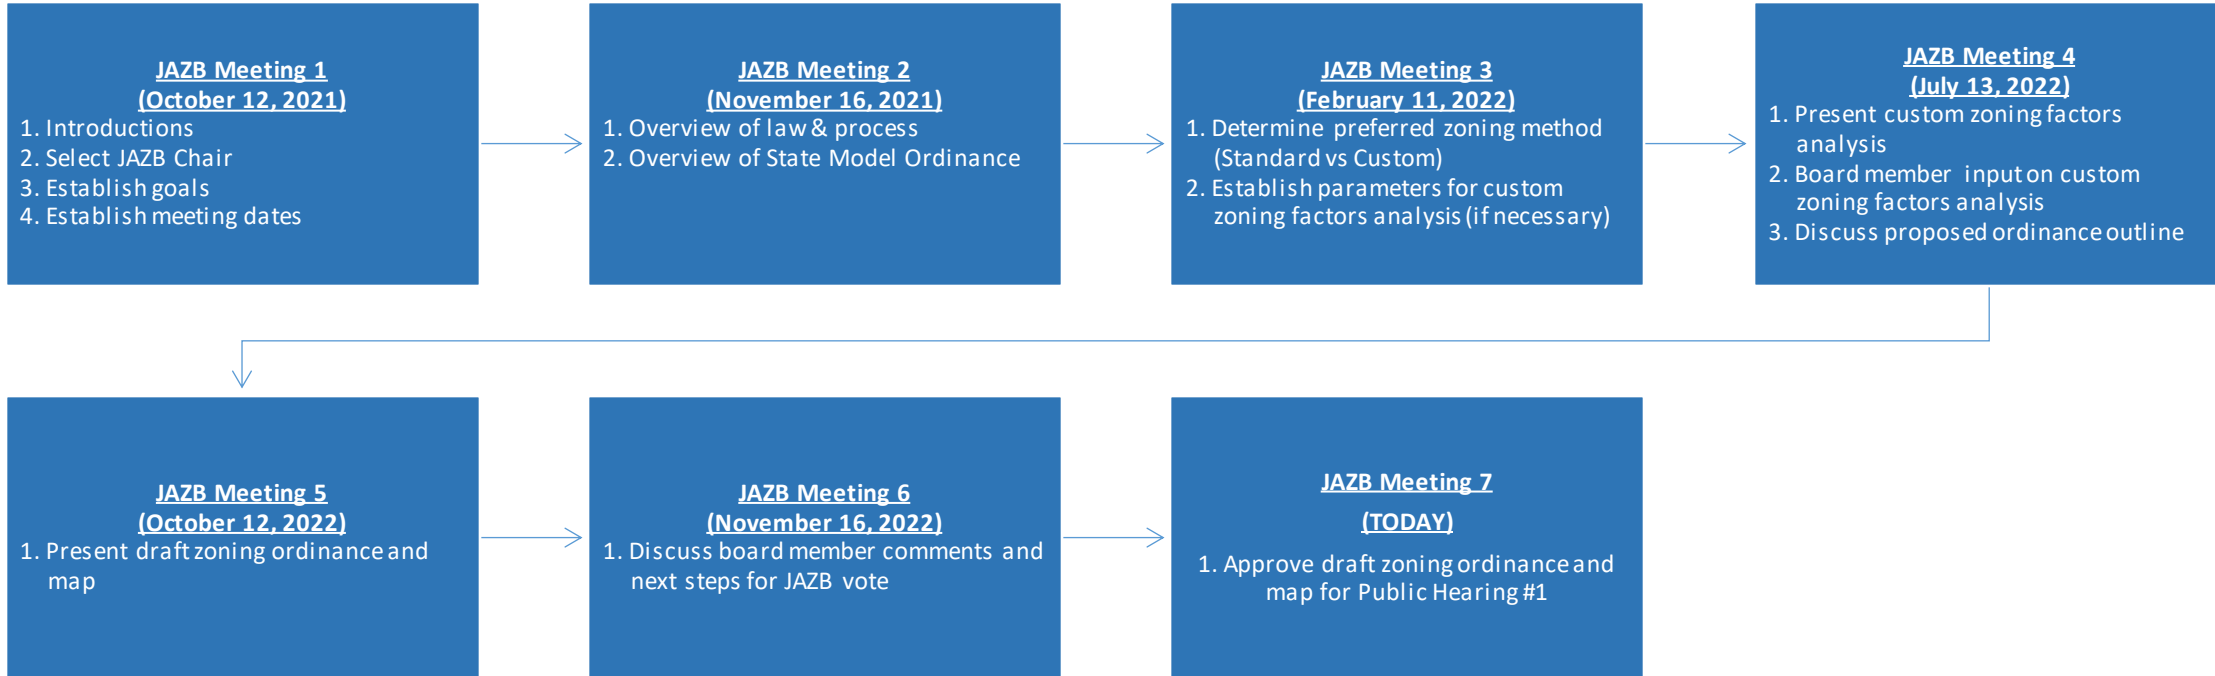 JAZB Meeting 1
(October 12, 2021)
1. Introductions
2. Select JAZB Chair
3. Establish goals
4. Establish meeting dates
JAZB Meeting 2
(November 16, 2021)
1. Overview of law & process
2. Overview of State Model Ordinance
JAZB Meeting 3
(February 11, 2022)
1. Determine preferred zoning method
(Standard vs Custom)
2. Establish parameters for custom
zoning factors analysis (if necessary)
JAZB Meeting 4
(July 13, 2022)
1. Present custom zoning factors
analysis
2. Board member input on custom
zoning factors analysis
3. Discuss proposed ordinance outline
JAZB Meeting 5
(October 12, 2022)
1. Present draft zoning ordinance and
map
JAZB Meeting 6
(November 16, 2022)
1. Discuss board member comments and
next steps for JAZB vote
JAZB Meeting 7
(TODAY)
1. Approve draft zoning ordinance and
map for Public Hearing #1